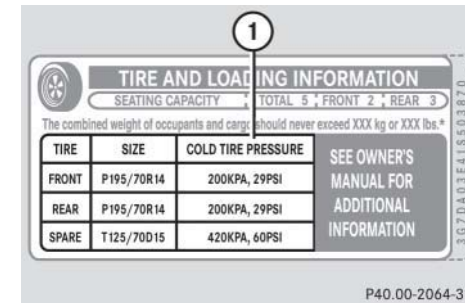 1
TIRE AND LOADING INFORMATION
SEATING CAPACITY TOTAL 5 FRONT 2 REAR 3
The combined weight of occupants and cargo should never exceed XXX kg or XXX lbs.*
TIRE SIZE COLD TIRE PRESSURE
FRONT P195/70R14 200KPA, 29PSI
REAR P195/70R14 200KPA, 29PSI
SPARE T125/70D15 420KPA, 60PSI
SEE OWNER'S
MANUAL FOR
ADDITIONAL
INFORMATION
3G7DA03E41S583870
P40.00-2064-3